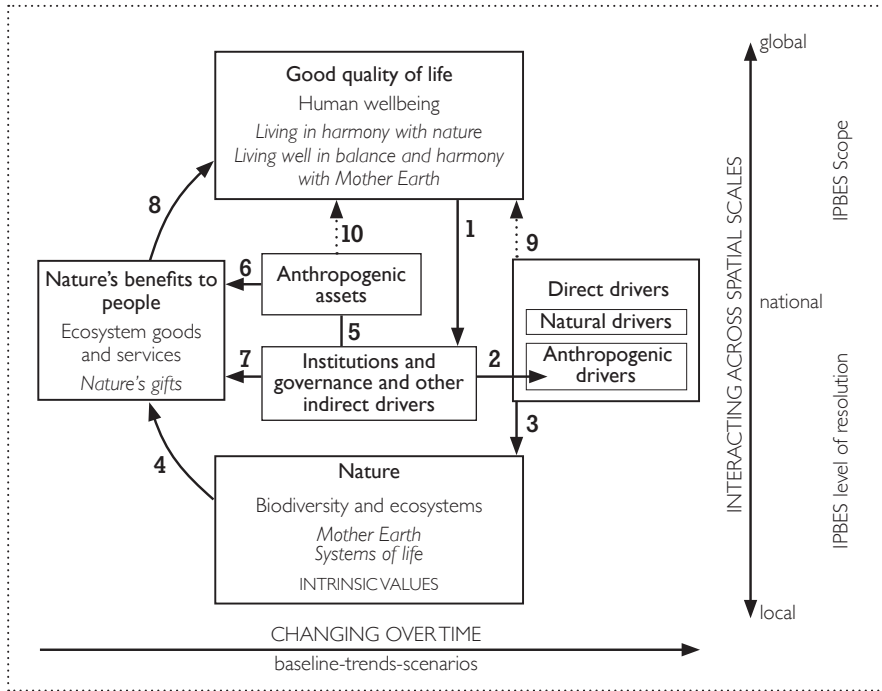 global
Good quality of life
Human wellbeing
Living in harmony with nature
Living well in balance and harmony
with Mother Earth
8
10
1
9
6
Anthropogenic
assets
Nature's benefits to
people
Ecosystem goods
and services
Nature's gifts
5
7
Institutions and
governance and other
indirect drivers
2
Direct drivers
Natural drivers
Anthropogenic
drivers
3
4
Nature
Biodiversity and ecosystems
Mother Earth
Systems of life
INTRINSIC VALUES
INTERACTING ACROSS SPATIAL SCALES
national
local
IPBES Scope
IPBES level of resolution
CHANGING OVER TIME
baseline-trends-scenarios